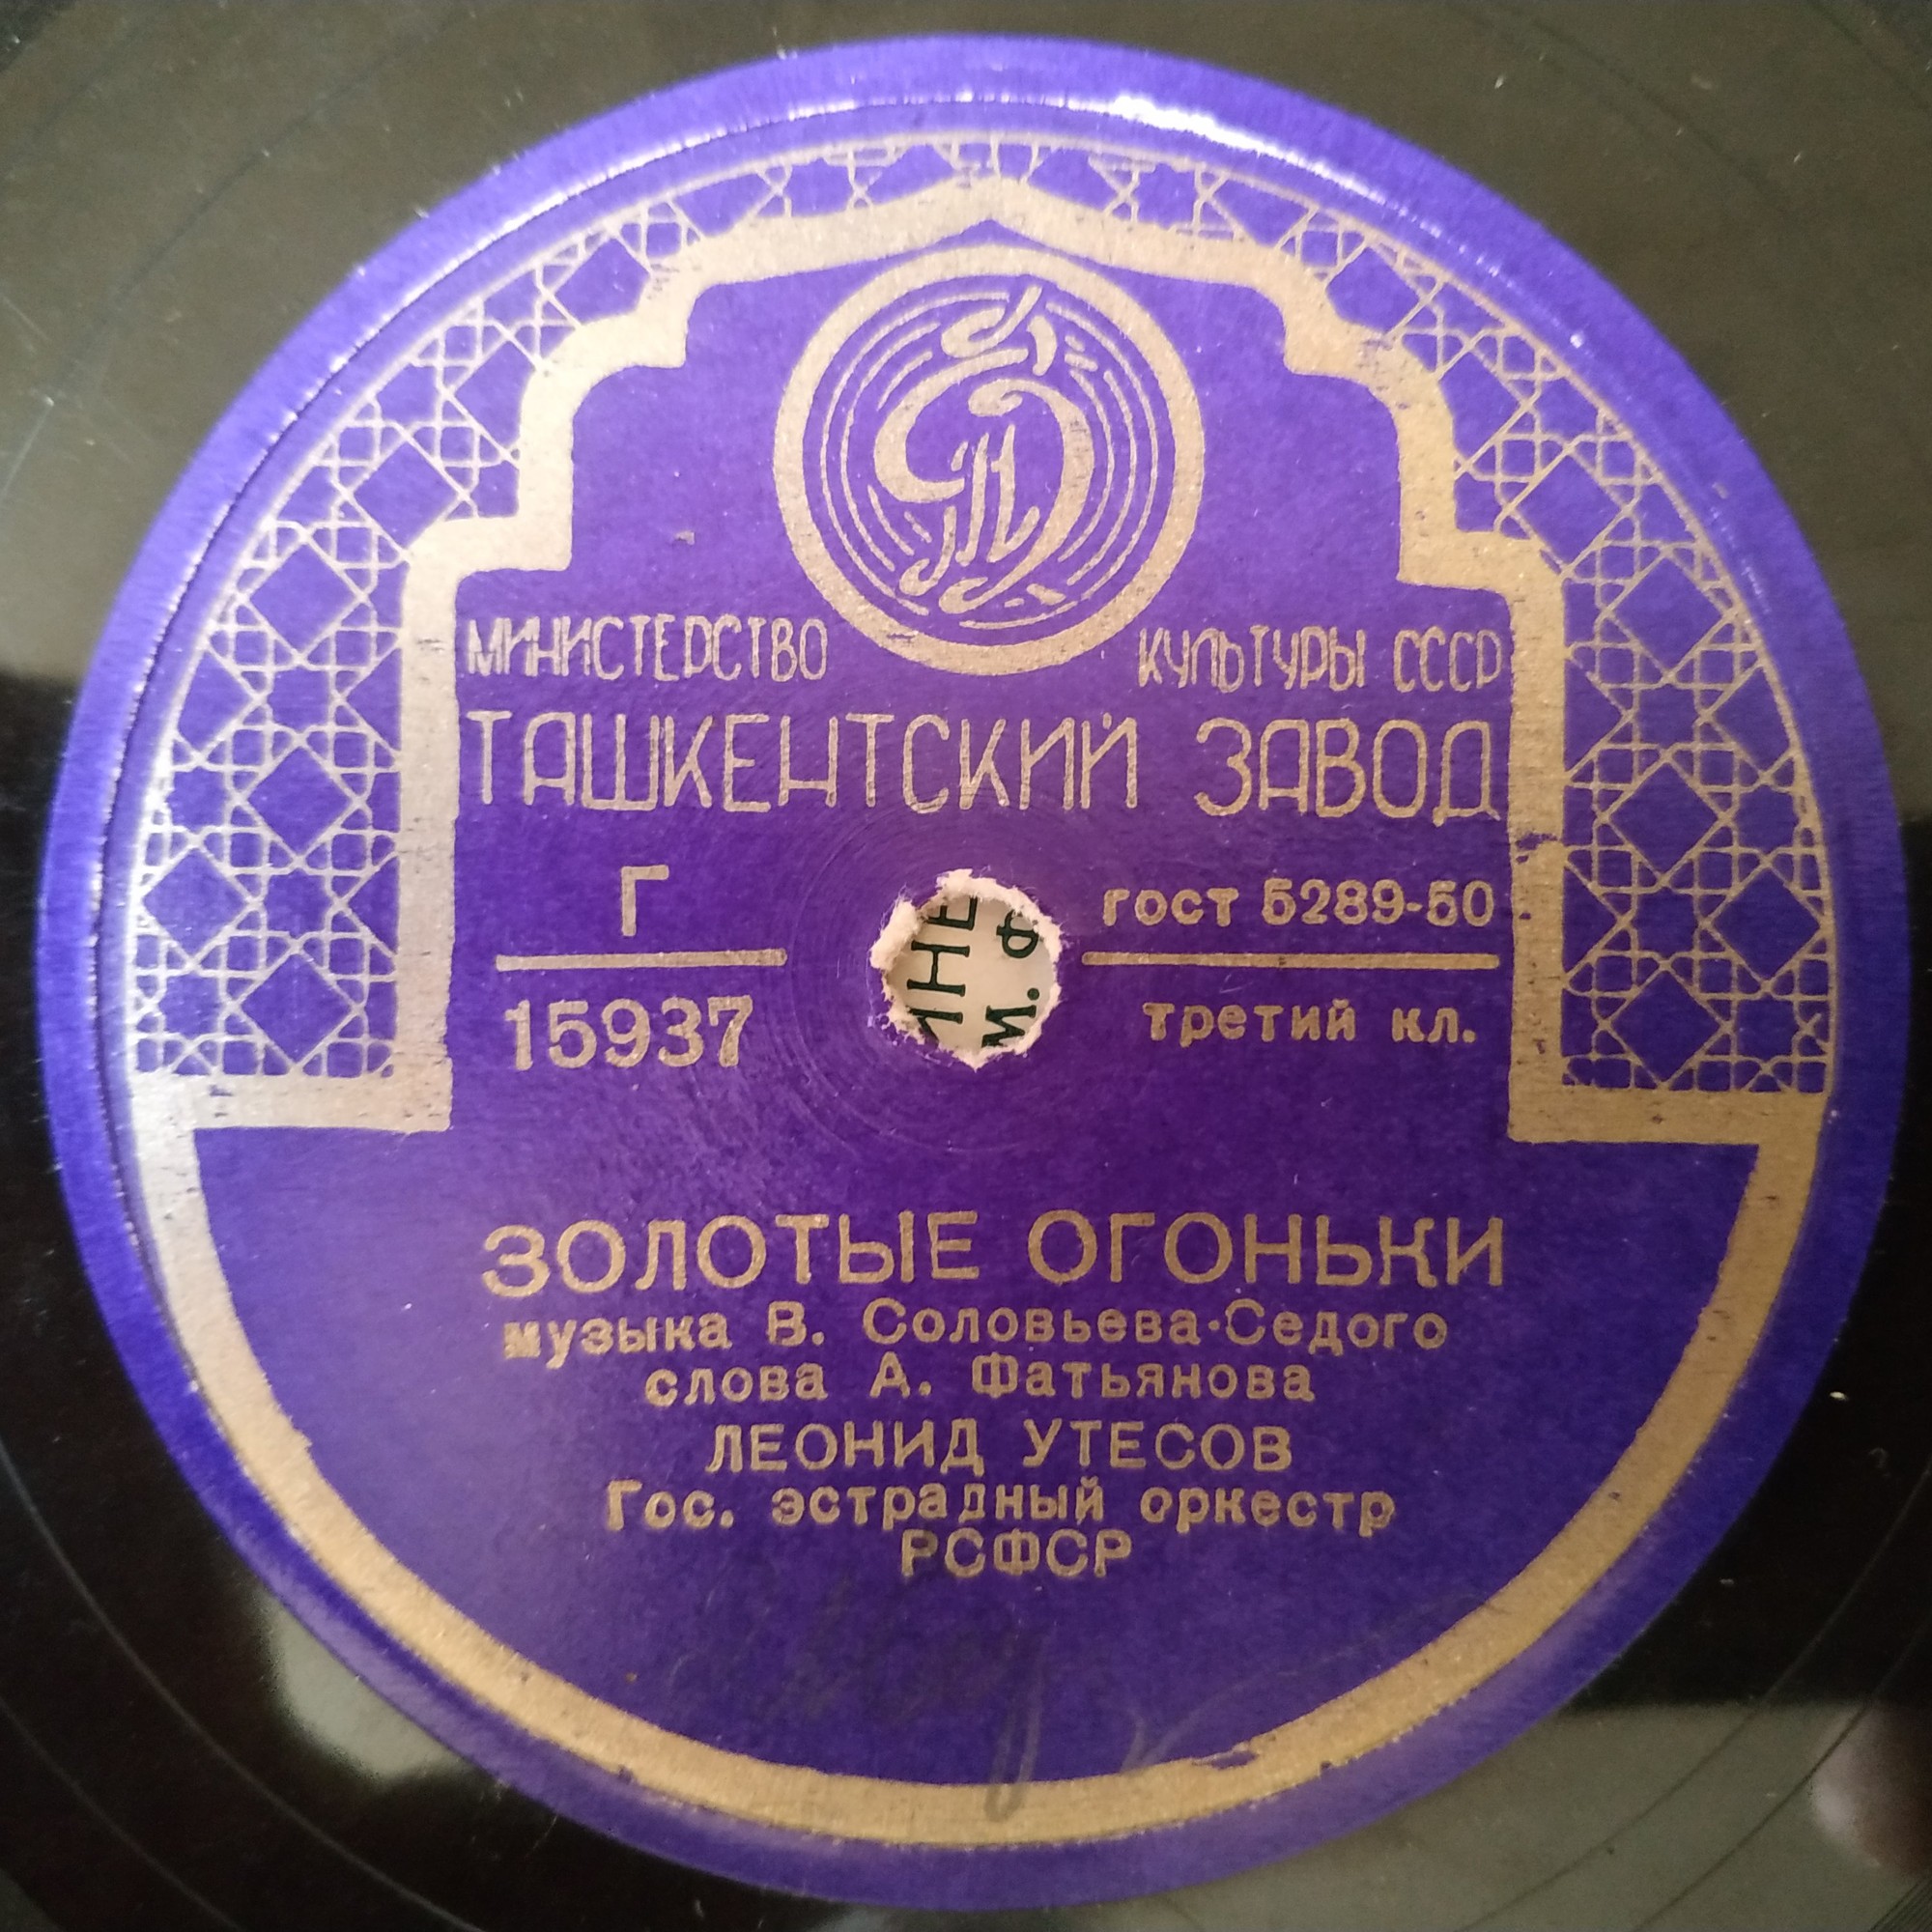 МИНИСТЕРСТВО КУЛЬТУРЫ СССР
ТАШКЕНТСКИЙ ЗАВОД
Г
15937
гост 5289-50
третий кл.
ЗОЛОТЫЕ ОГОНЬКИ
музыка В. Соловьева-Седого
слова А. Фатьянова
ЛЕОНИД УТЕСОВ
Гос. эстрадный оркестр
РСФСР